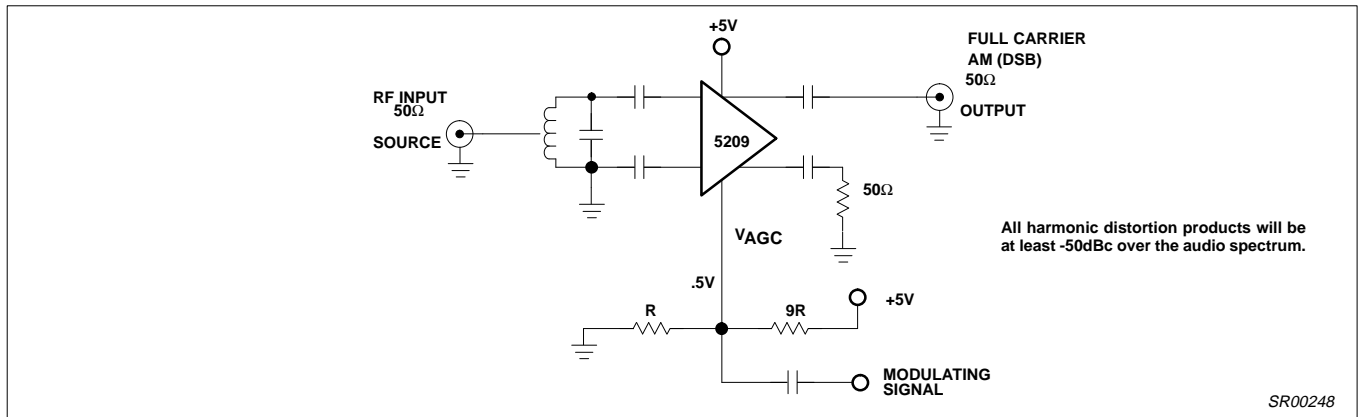 +5V
FULL CARRIER
AM (DSB)
50Ω
OUTPUT
RF INPUT
50Ω
SOURCE
5209
50Ω
VAGC
All harmonic distortion products will be
at least -50dBc over the audio spectrum.
.5V
+5V
R
9R
MODULATING
SIGNAL
SR00248